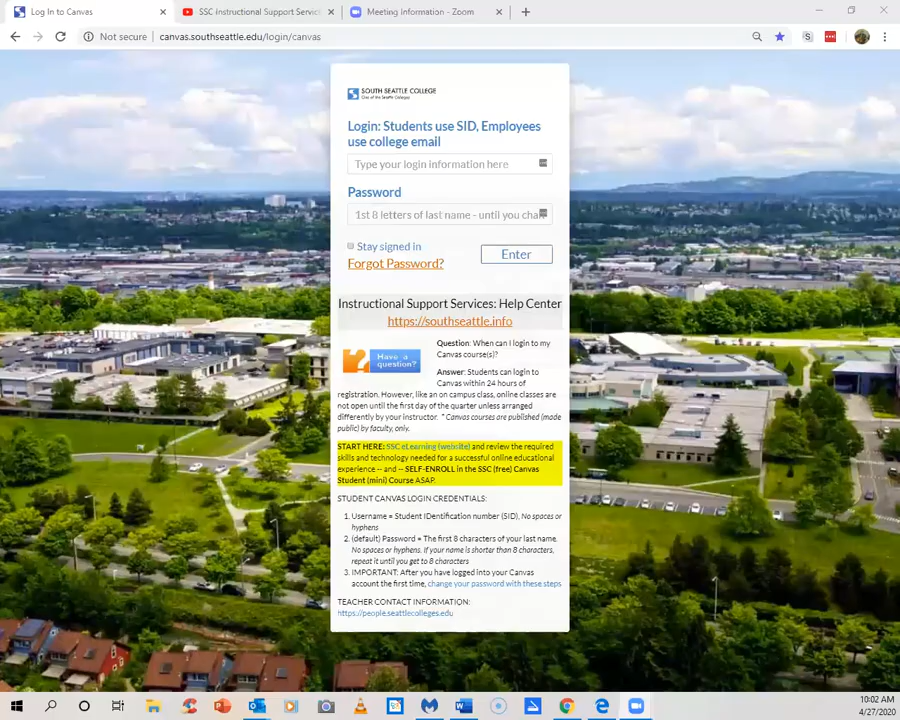 Log In to Canvas
SSC Instructional Support Servic
Meeting Information - Zoom
Not secure
canvas.southseattle.edu/login/canvas
SOUTH SEATTLE COLLEGE
One of the Seattle Colleges
Login: Students use SID, Employees
use college email
Type your login information here
Password
1st 8 letters of last name - until you cha
Stay signed in
Enter
Forgot Password?
Instructional Support Services: Help Center
https://southseattle.info
Have a
question?
Question: When can I login to my
Canvas course(s)?
Answer: Students can login to
Canvas within 24 hours of
registration. However, like an on campus class, online classes are
not open until the first day of the quarter unless arranged
differently by your instructor. * Canvas courses are published (made
public) by faculty, only.
START HERE: SSC eLearning (website) and review the required
skills and technology needed for a successful online educational
experience -- and -- SELF-ENROLL in the SSC (free) Canvas
Student (mini) Course ASAP.
STUDENT CANVAS LOGIN CREDENTIALS:
1. Username = Student IDentification number (SID), No spaces or
hyphens
2. (default) Password = The first 8 characters of your last name.
No spaces or hyphens. If your name is shorter than 8 characters,
repeat it until you get to 8 characters
3. IMPORTANT: After you have logged into your Canvas
account the first time, change your password with these steps
TEACHER CONTACT INFORMATION:
https://people.seattlecolleges.edu
10:02 AM
4/27/2020